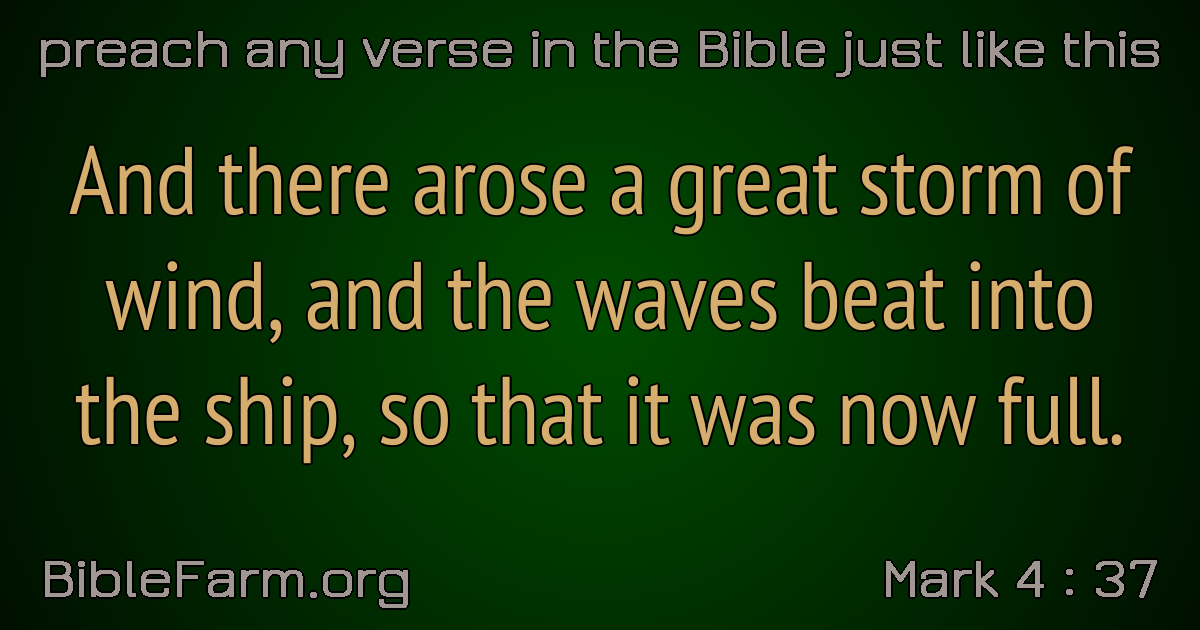 preach any verse in the Bible just like this
And there arose a great storm of
wind, and the waves beat into
the ship, so that it was now full.
BibleFarm.org
Mark 4 : 37